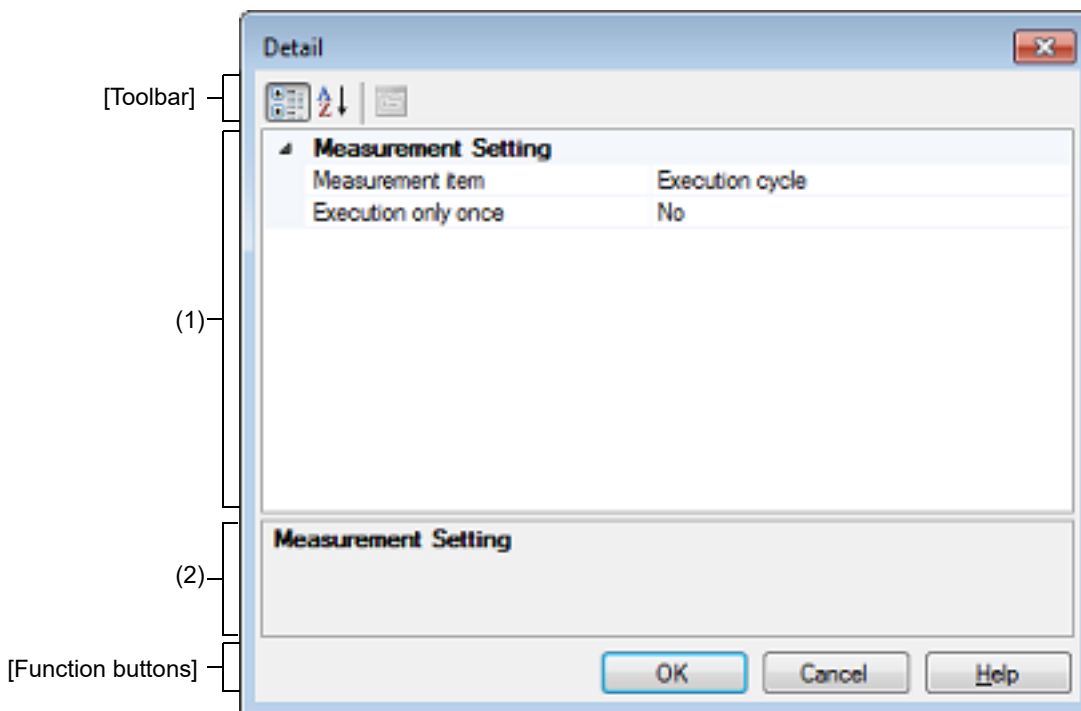 Detail
[Toolbar]
Measurement Setting
Measurement item Execution cycle
Execution only once No
(1)
Measurement Setting
(2)
[Function buttons]
OK Cancel Help